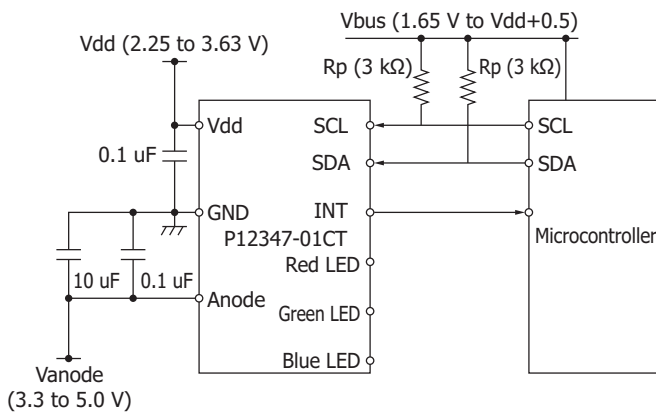 Vbus (1.65 V to Vdd+0.5)
Vdd (2.25 to 3.63 V)
Rp (3 kΩ)
Rp (3 kΩ)
Vdd
SCL
SCL
0.1 uF
SDA
SDA
GND
INT
P12347-01CT
Microcontroller
Red LED
10 uF
0.1 uF
Anode
Green LED
Blue LED
Vanode
(3.3 to 5.0 V)